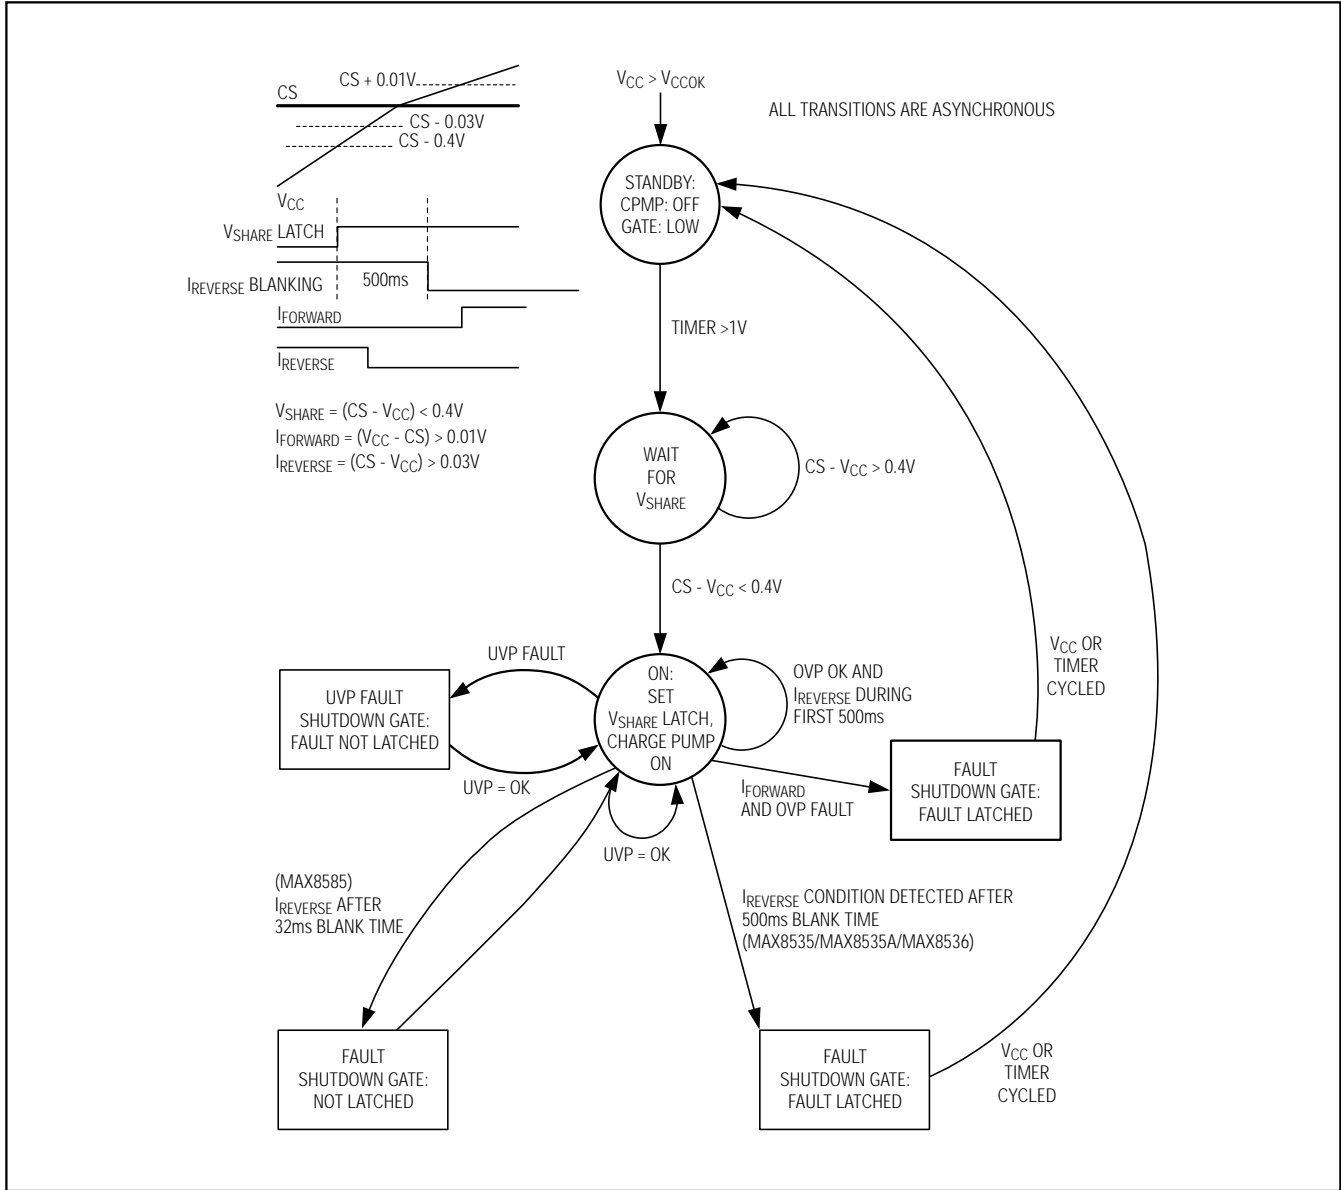 CS + 0.01V
CS
CS - 0.03V
CS - 0.4V
VCC
VSHARE LATCH
IREVERSE BLANKING
500ms
IFORWARD
IREVERSE
VSHARE = (CS - VCC) < 0.4V
IFORWARD = (VCC - CS) > 0.01V
IREVERSE = (CS - VCC) > 0.03V
VCC > VCCOK
ALL TRANSITIONS ARE ASYNCHRONOUS
STANDBY:
CPMP: OFF
GATE: LOW
TIMER >1V
WAIT
FOR
VSHARE
CS - VCC > 0.4V
CS - VCC < 0.4V
UVP FAULT
UVP FAULT
SHUTDOWN GATE:
FAULT NOT LATCHED
UVP = OK
ON:
SET
VSHARE LATCH,
CHARGE PUMP
ON
OVP OK AND
IREVERSE DURING
FIRST 500ms
VCC OR
TIMER
CYCLED
IFORWARD
AND OVP FAULT
FAULT
SHUTDOWN GATE:
FAULT LATCHED
UVP = OK
(MAX8585)
IREVERSE AFTER
32ms BLANK TIME
IREVERSE CONDITION DETECTED AFTER
500ms BLANK TIME
(MAX8535/MAX8535A/MAX8536)
FAULT
SHUTDOWN GATE:
NOT LATCHED
FAULT
SHUTDOWN GATE:
FAULT LATCHED
VCC OR
TIMER
CYCLED